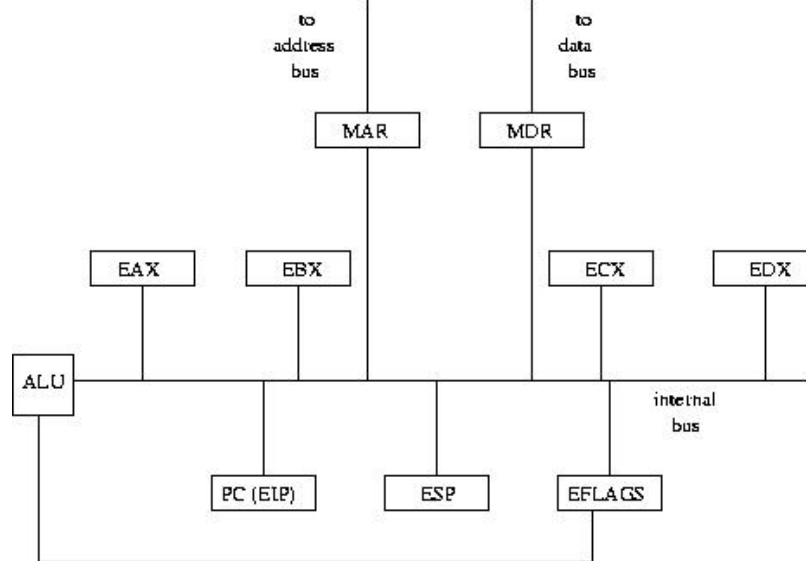 to
address
bus
to
data
bus
MAR
MDR
EAX
EBX
ECX
EDX
ALU
internal
bus
PC (EIP)
ESP
EFLAGS